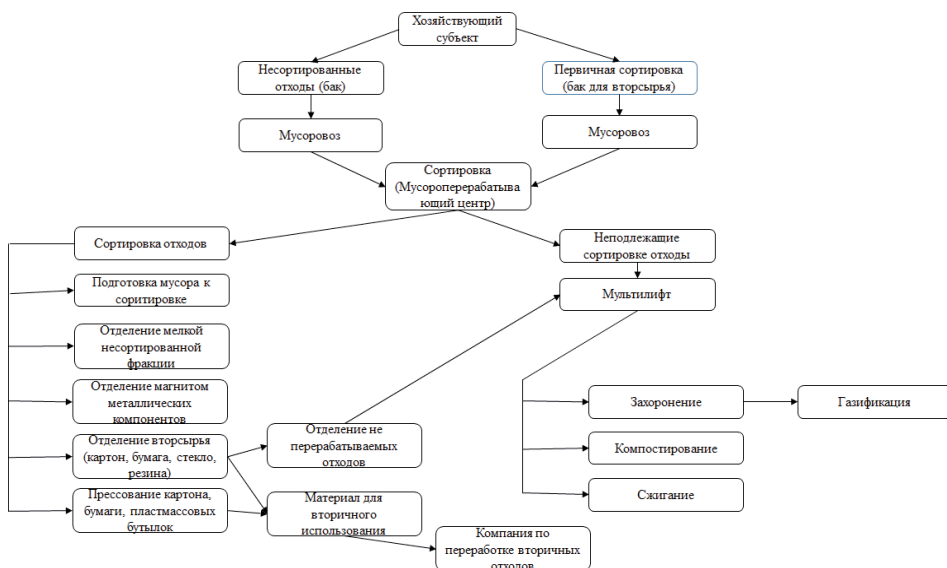 Хозяйствующий
субъект
Несортированные
отходы (бак)
Первичная сортировка
(бак для вторсырья)
Мусоровоз
Мусоровоз
Сортировка
(Мусороперерабатыва
ющий центр)
Сортировка отходов
Неподлежащие
сортировке отходы
Подготовка мусора к
соритировке
Мультилифт
Отделение мелкой
несортированной
фракции
Отделение магнитом
металлических
компонентов
Захоронение
Газификация
Отделение вторсырья
(картон, бумага, стекло,
резина)
Отделение не
перерабатываемых
отходов
Компостирование
Прессование картона,
бумаги, пластмассовых
бутылок
Материал для
вторичного
использования
Сжигание
Компания по
переработке вторичных
отходов